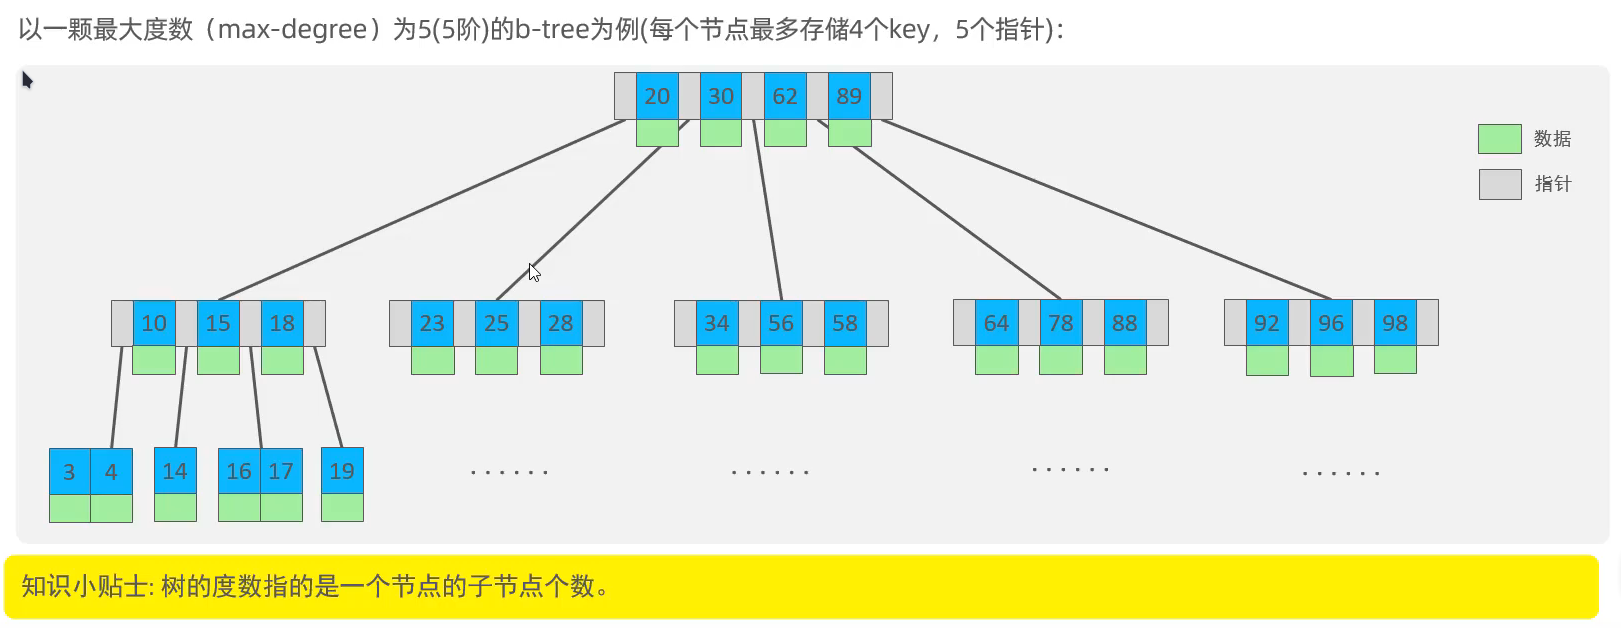 以一颗最大度数（max-degree）为5(5阶)的b-tree为例(每个节点最多存储4个key，5个指针)：
20 30 62 89
数据
指针
10 15 18 23 25 28 34 56 58 64 78 88 92 96 98
3 4 14 16 17 19 ...... ...... ...... ......
知识小贴士: 树的度数指的是一个节点的子节点个数。